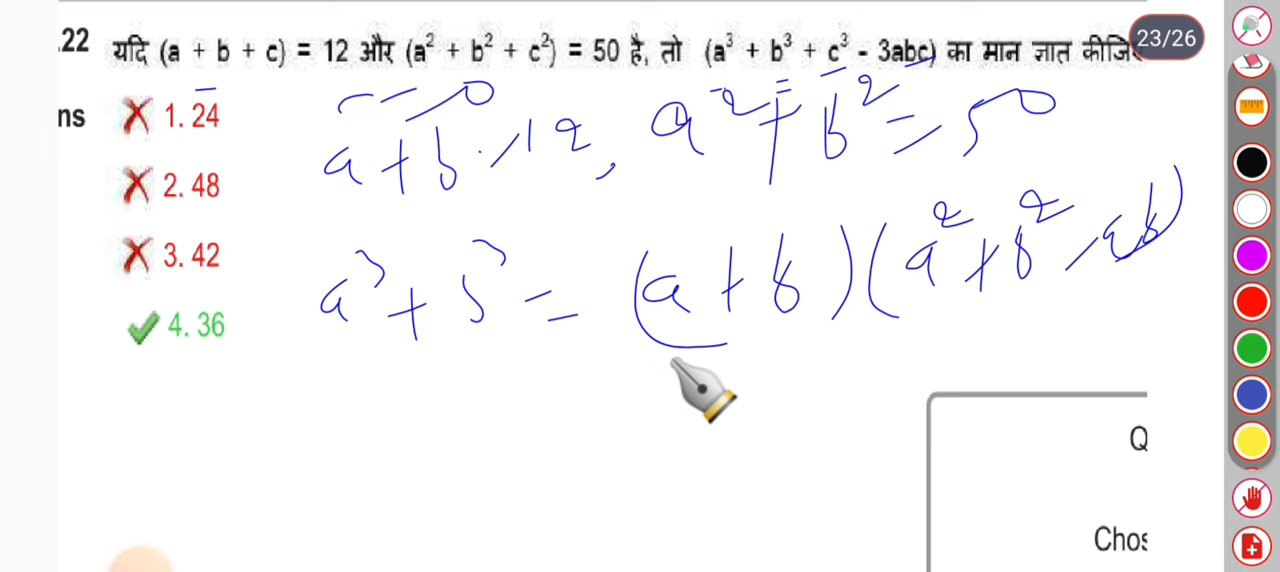 .22 यदि (a + b + c) = 12 और (a² + b² + c²) = 50 है, तो (a³ + b³ + c³ - 3abc) का मान ज्ञात कीजिए
23/26
ns
1. 24
2. 48
3. 42
4. 36
a + b . 12, a² + b² = 50
a³ + b³ = (a + b)(a² + b² - ab)
Q
Chos